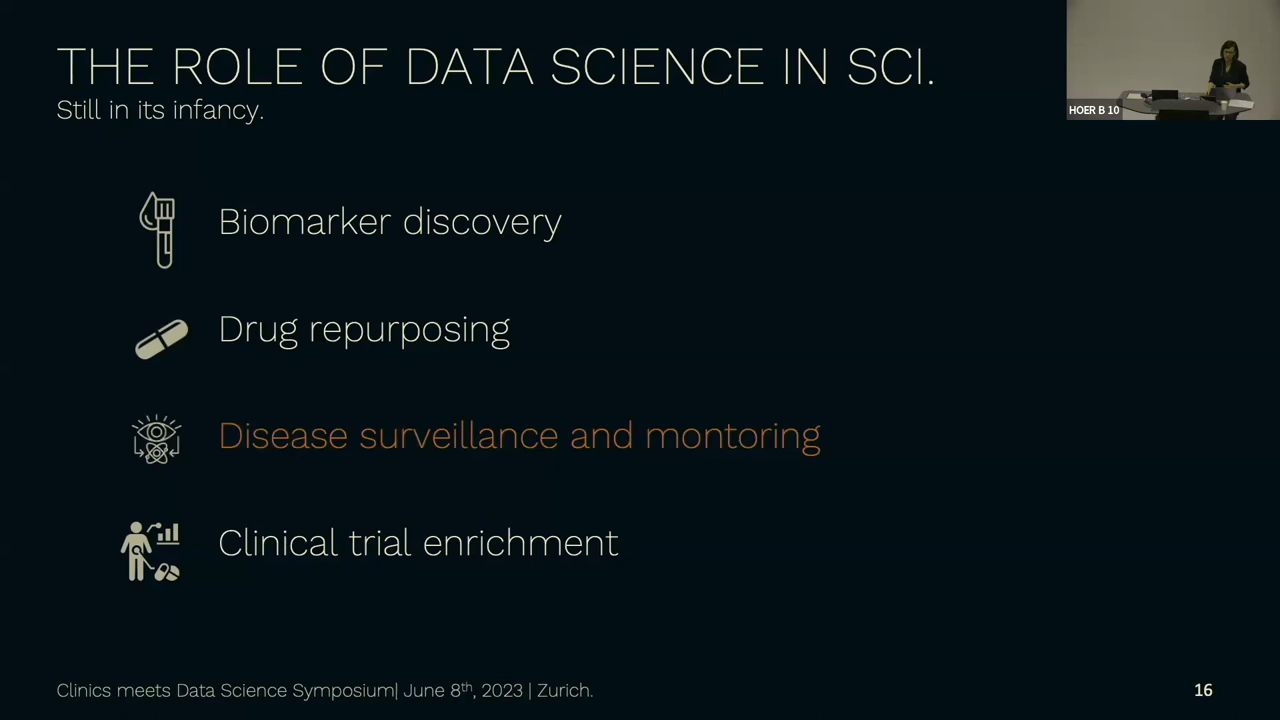 THE ROLE OF DATA SCIENCE IN SCI.
Still in its infancy.
HOER B 10
Biomarker discovery
Drug repurposing
Disease surveillance and montoring
Clinical trial enrichment
Clinics meets Data Science Symposium| June 8th, 2023 | Zurich.
16